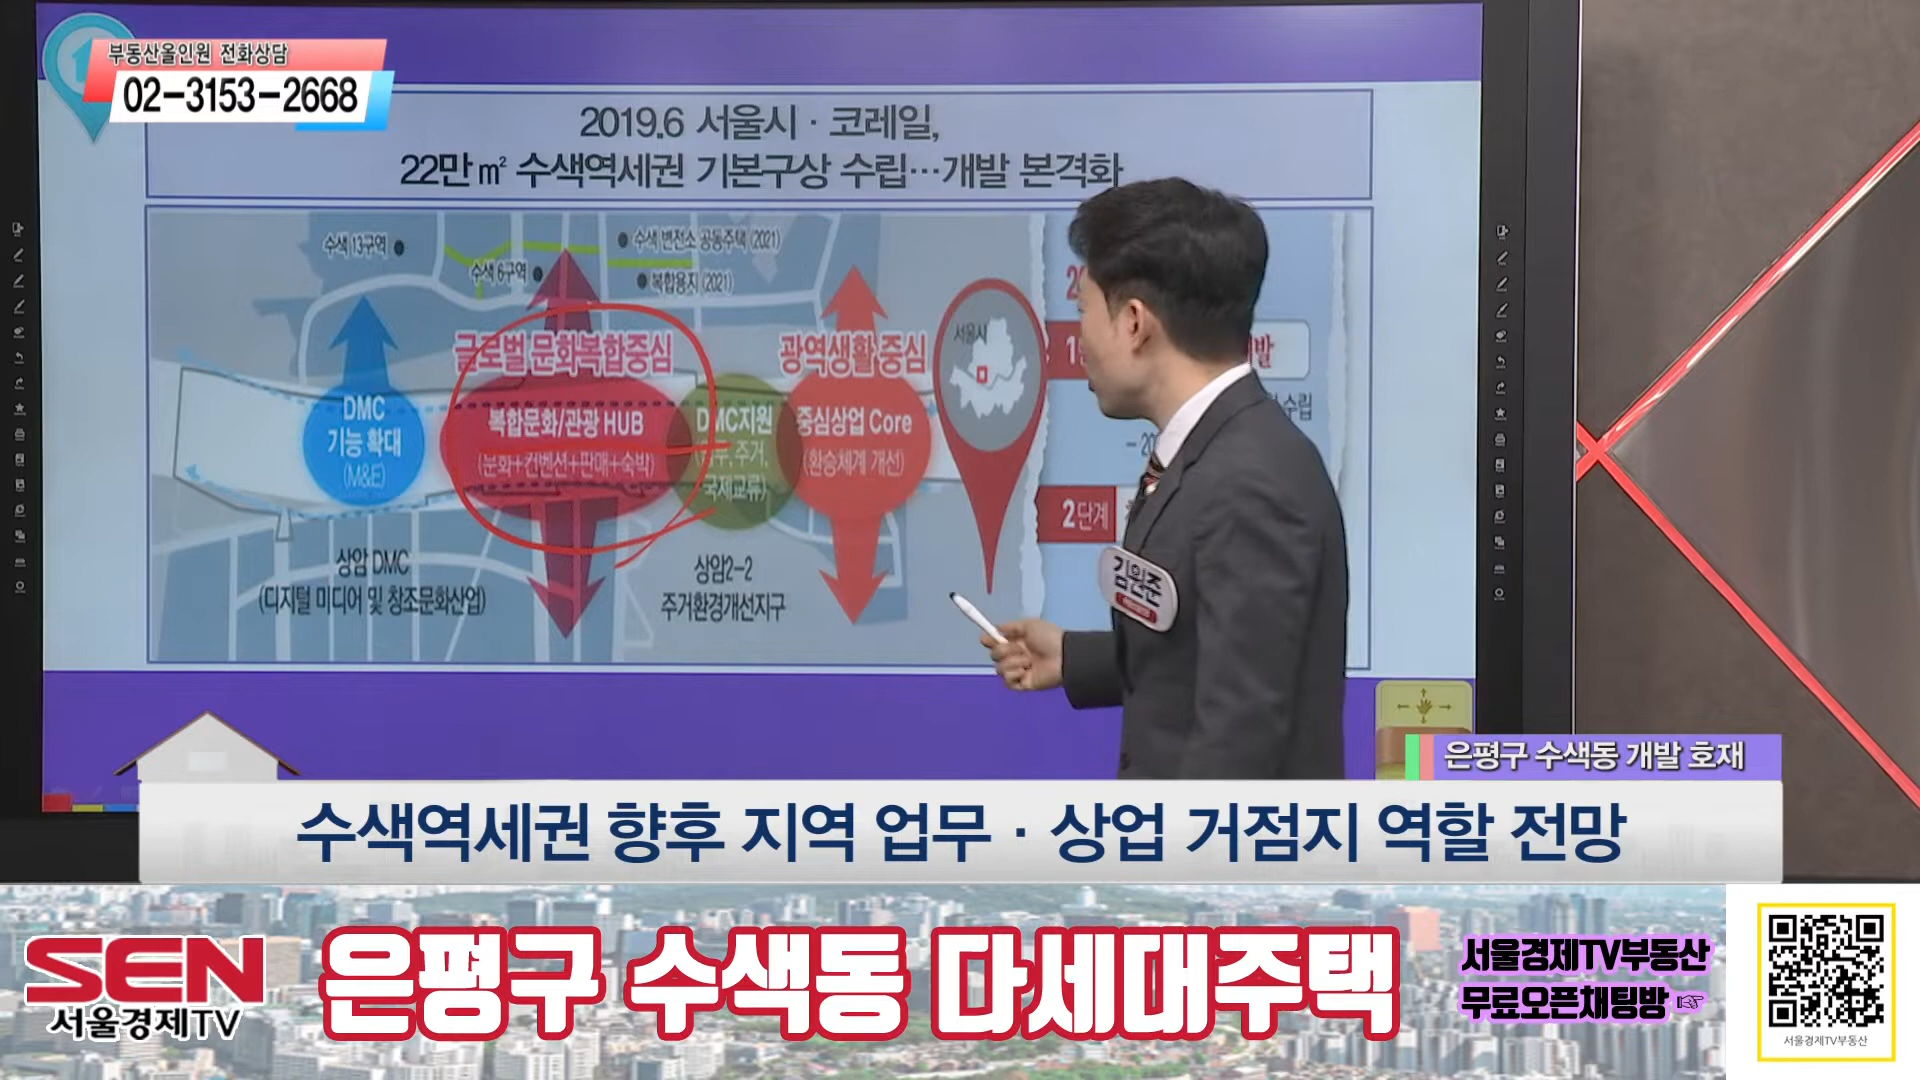 부동산올인원 전화상담
02-3153-2668
2019.6 서울시 · 코레일,
22만㎡ 수색역세권 기본구상 수립…개발 본격화
수색 13구역
수색 변전소 공동주택 (2021)
수색 6구역
복합용지 (2021)
글로벌 문화복합중심
광역생활 중심
서울시
DMC
기능 확대
(M&E)
복합문화/관광 HUB
(문화+컨벤션+판매+숙박)
DMC지원
주거,
국제교류)
중심상업 Core
(환승체계 개선)
수립
2단계
상암 DMC
(디지털 미디어 및 창조문화산업)
상암2-2
주거환경개선지구
김원준
은평구 수색동 개발 호재
수색역세권 향후 지역 업무 · 상업 거점지 역할 전망
SEN
서울경제TV
은평구 수색동 다세대주택
서울경제TV부동산
무료오픈채팅방 ☞
서울경제TV부동산